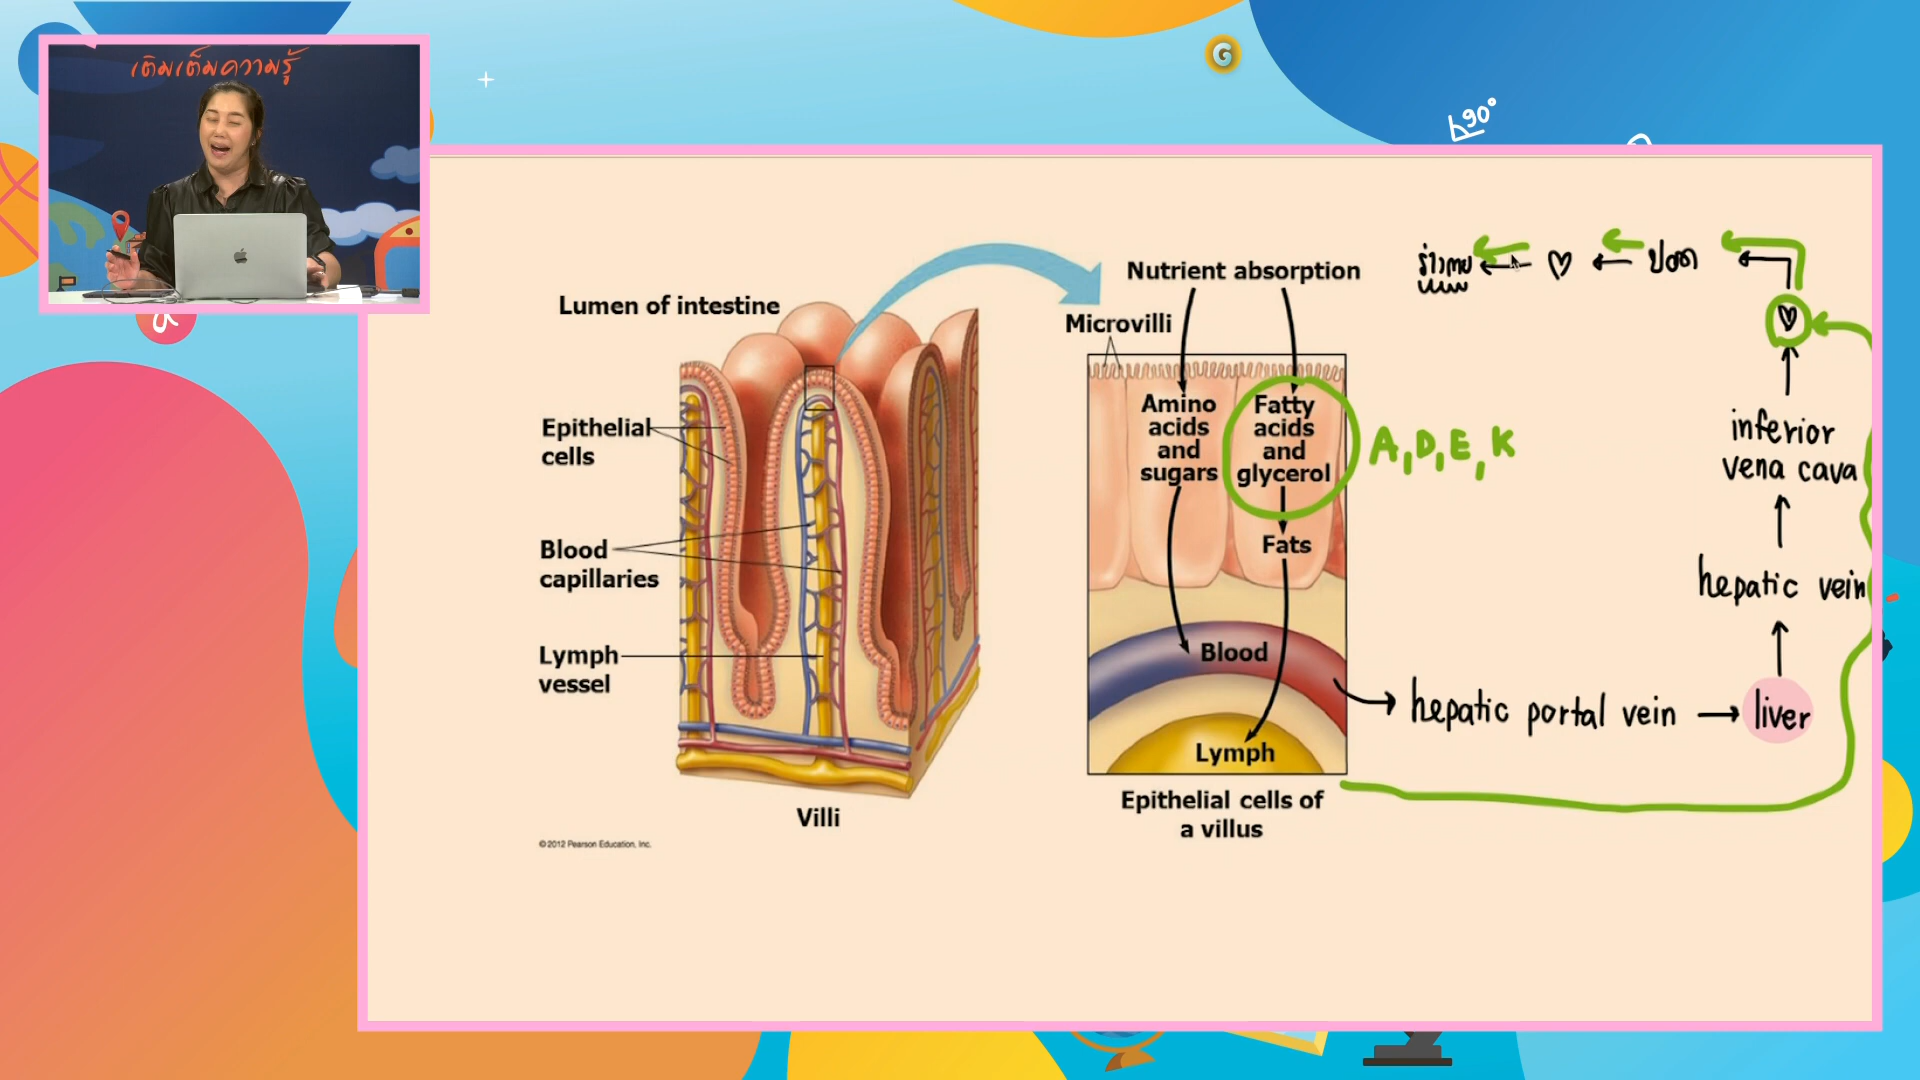 เติมเต็มความรู้
G
90°
Lumen of intestine
Epithelial
cells
Blood
capillaries
Lymph
vessel
Villi
©2012 Pearson Education, Inc.
Nutrient absorption
Microvilli
Amino
acids
and
sugars
Fatty
acids
and
glycerol
Fats
Blood
Lymph
Epithelial cells of
a villus
A, D, E, K
ร่างกาย ← ♡ ← ปอด ←
♡
inferior
vena cava
hepatic vein
hepatic portal vein → liver